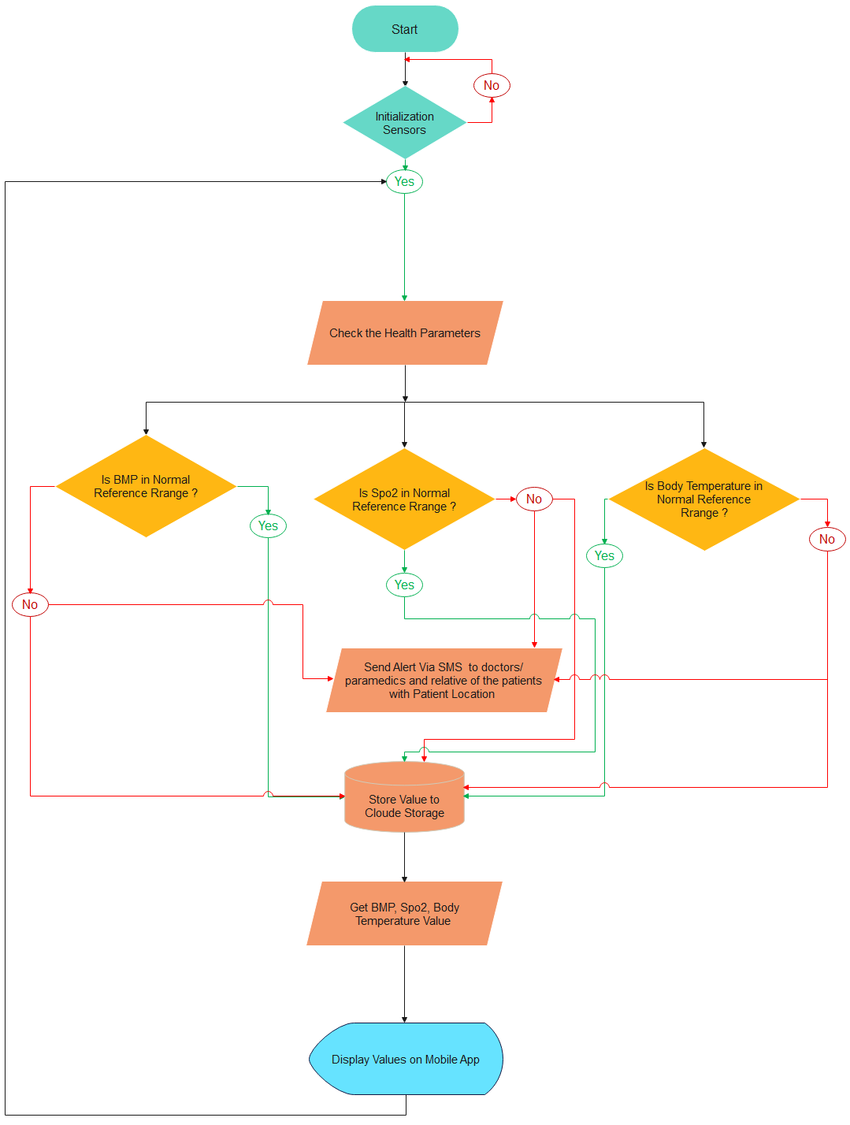 Start
No
Initialization
Sensors
Yes
Check the Health Parameters
Is BMP in Normal
Reference Rrange ?
Is Spo2 in Normal
Reference Rrange ?
No
Is Body Temperature in
Normal Reference
Rrange ?
Yes
No
Yes
Yes
No
Send Alert Via SMS to doctors/
paramedics and relative of the patients
with Patient Location
Store Value to
Cloude Storage
Get BMP, Spo2, Body
Temperature Value
Display Values on Mobile App